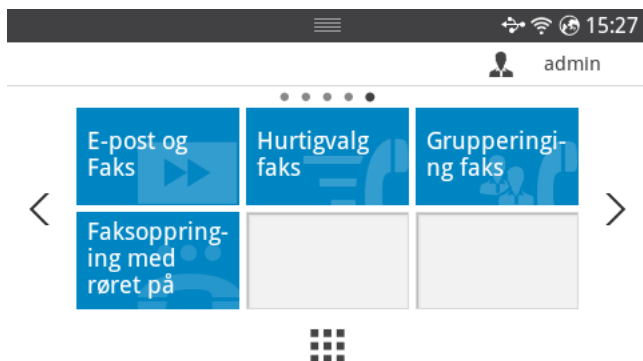 15:27
admin
E-post og
Faks
Hurtigvalg
faks
Grupperingi-
ng faks
Faksoppring-
ing med
røret på